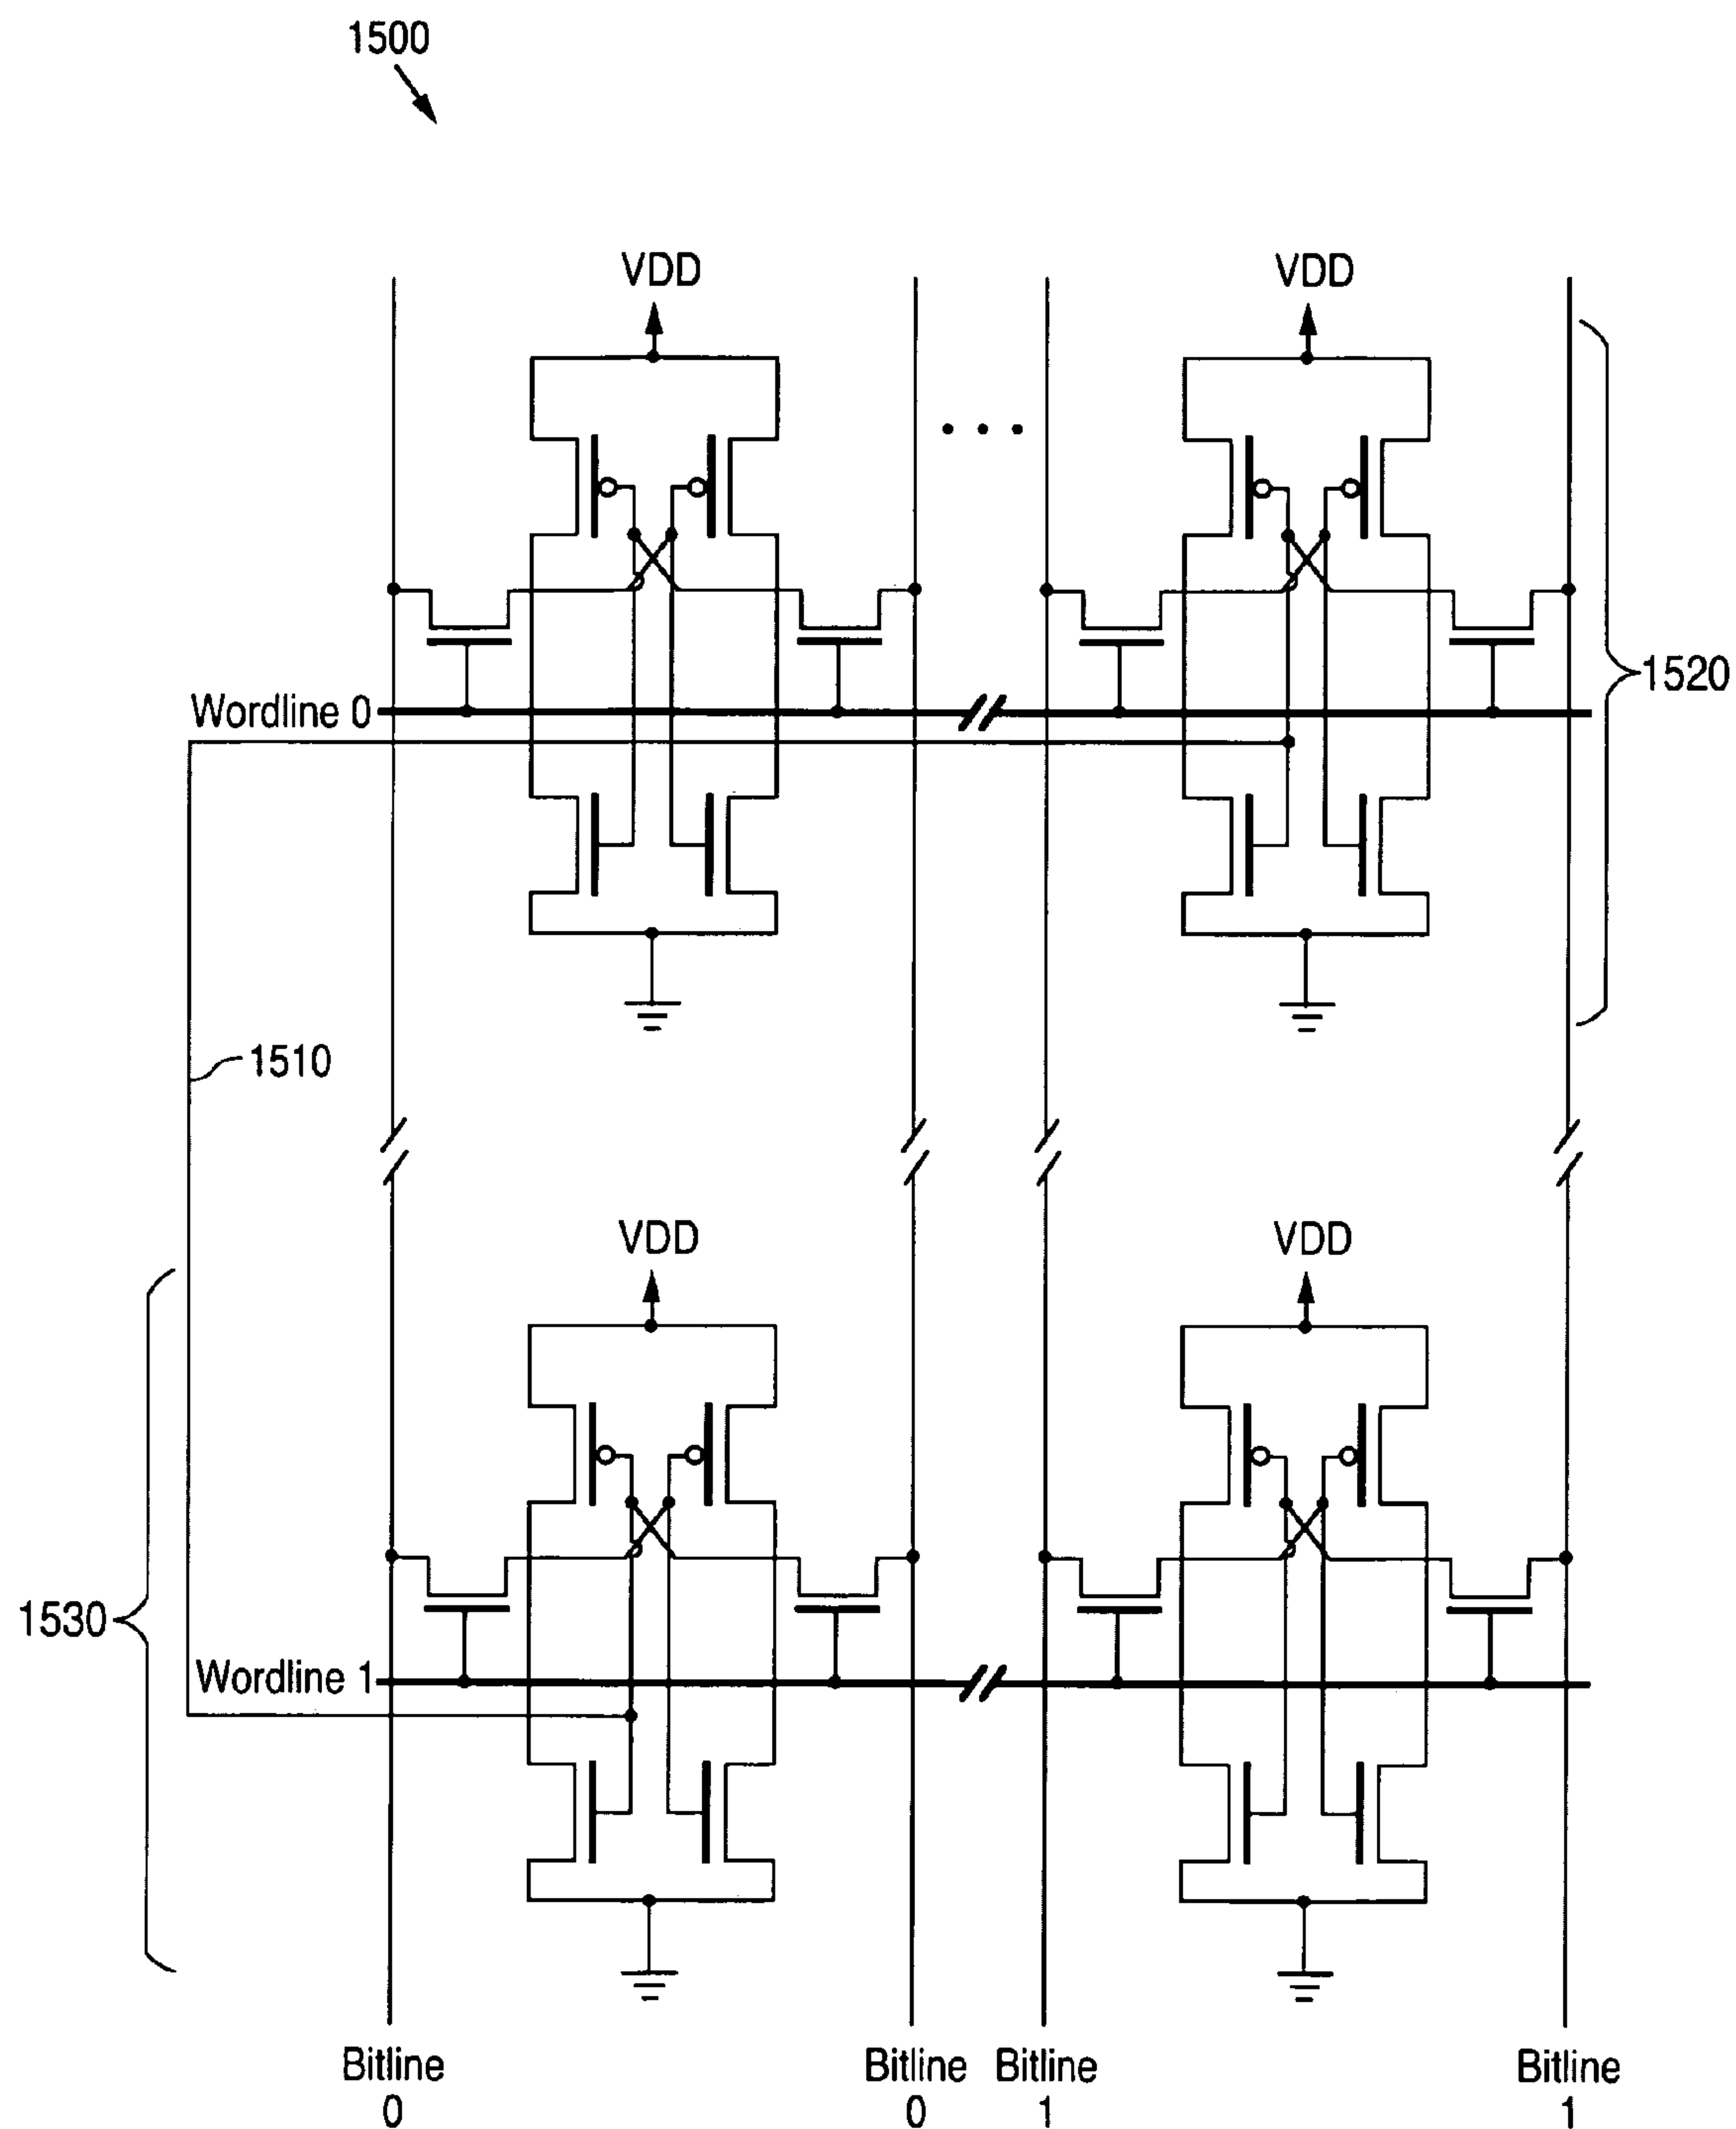 1500
VDD VDD
1520
Wordline 0
1510
VDD VDD
1530
Wordline 1
Bitline Bitline Bitline Bitline
0 0 1 1